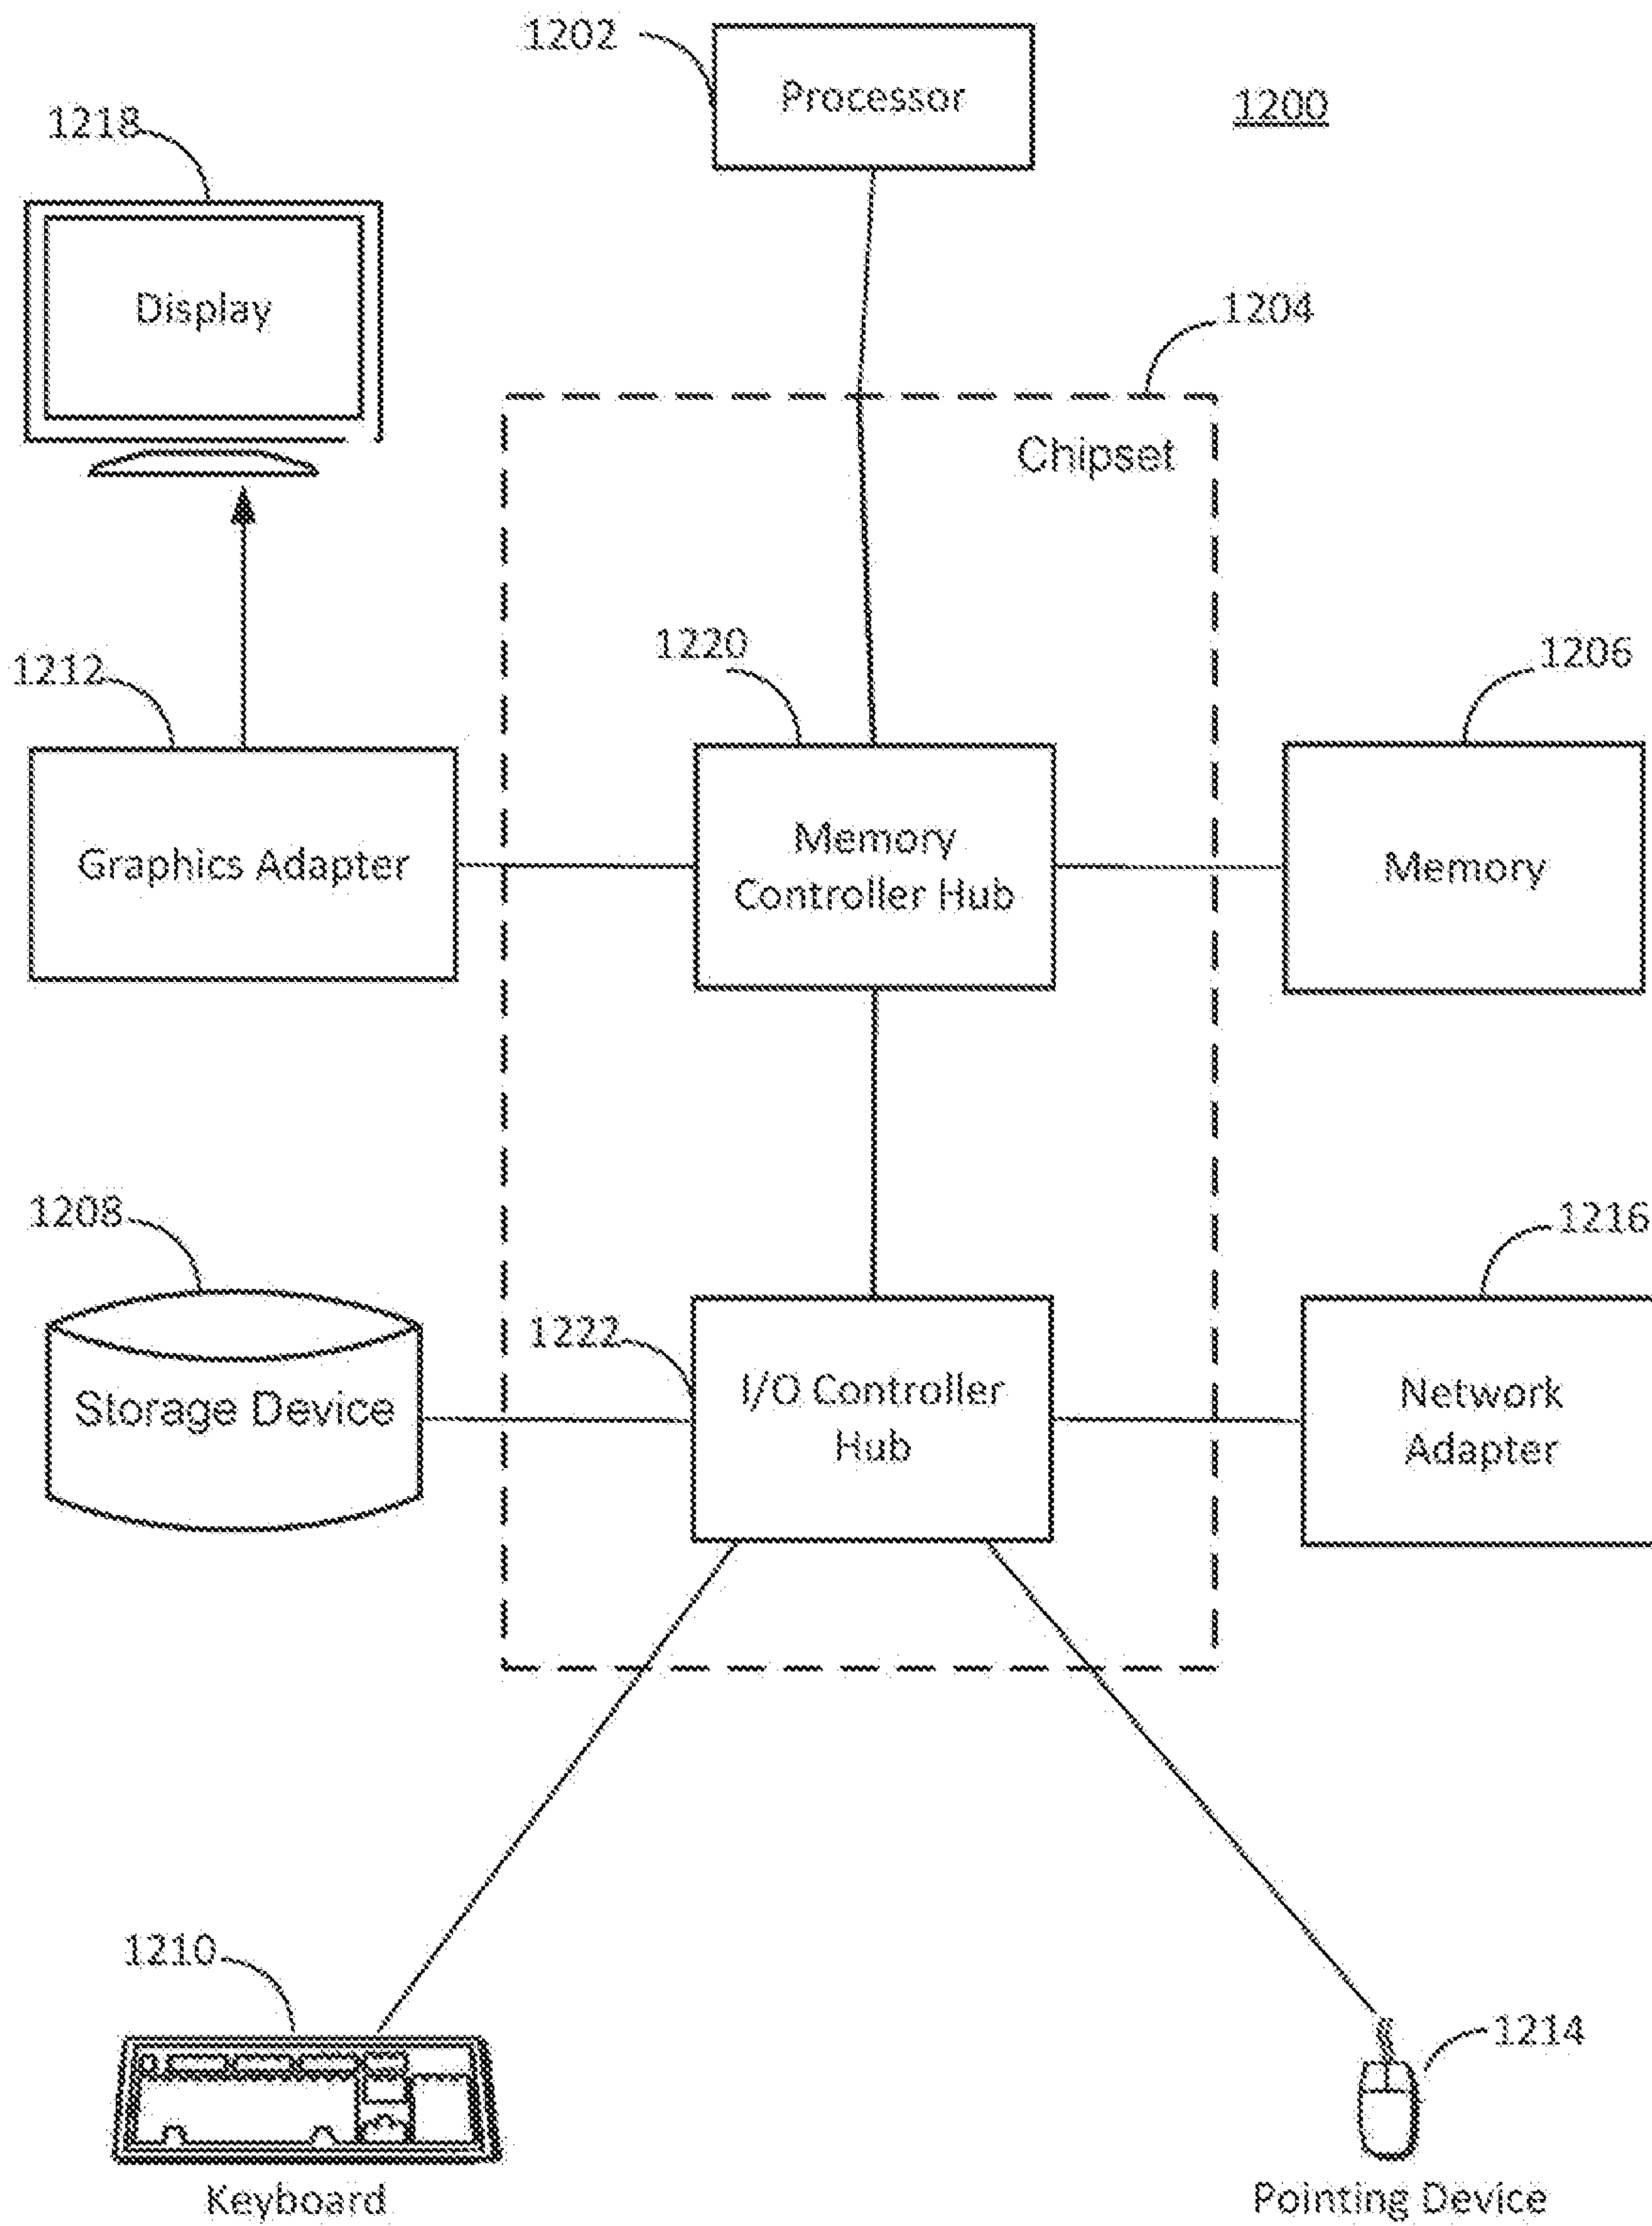 1202
Processor
1200
1218
Display
1204
Chipset
1212
1220
1206
Graphics Adapter
Memory
Controller Hub
Memory
1208
1216
1222
Storage Device
I/O Controller
Hub
Network
Adapter
1210
1214
Keyboard
Pointing Device